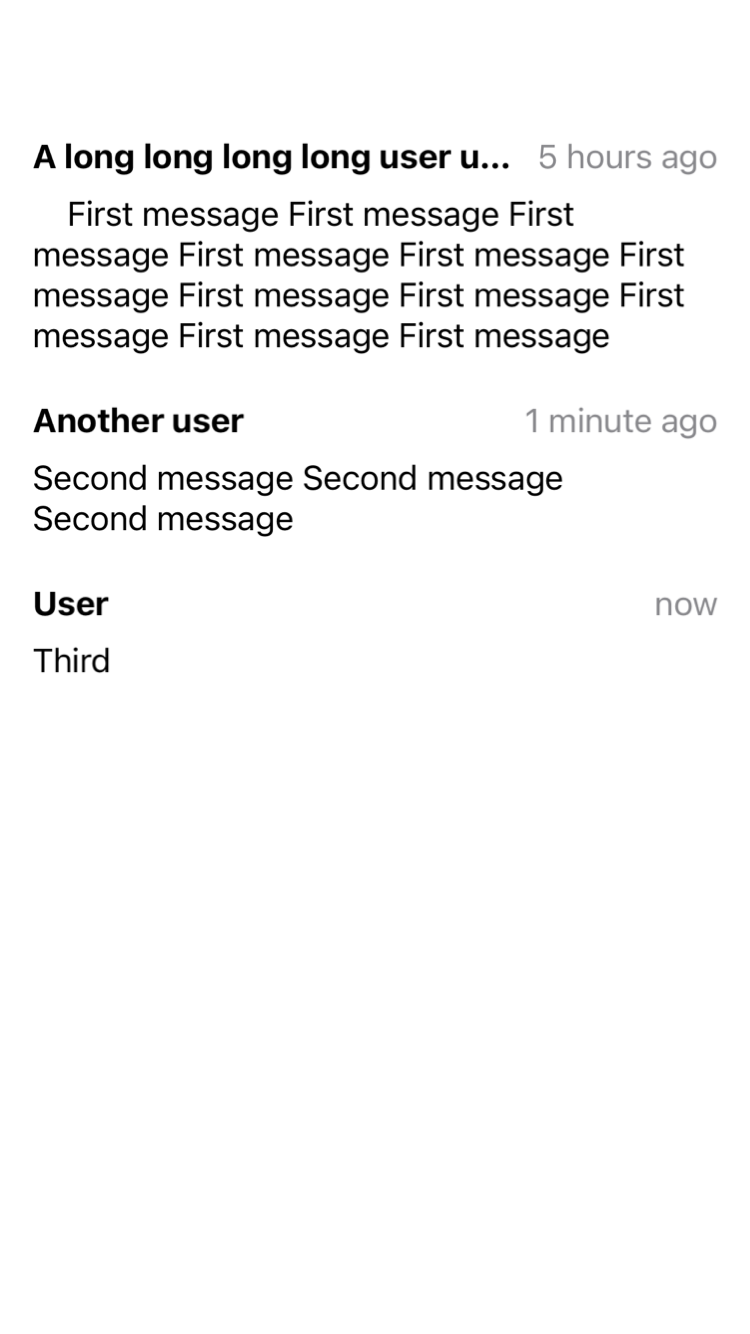 A long long long long user u... 5 hours ago
First message First message First
message First message First message First
message First message First message First
message First message First message
Another user 1 minute ago
Second message Second message
Second message
User now
Third